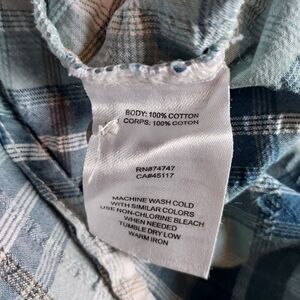 BODY: 100% COTTON
CORPS: 100% COTON
RN#74747
CA#45117
MACHINE WASH COLD
WITH SIMILAR COLORS
USE NON-CHLORINE BLEACH
WHEN NEEDED
TUMBLE DRY LOW
WARM IRON